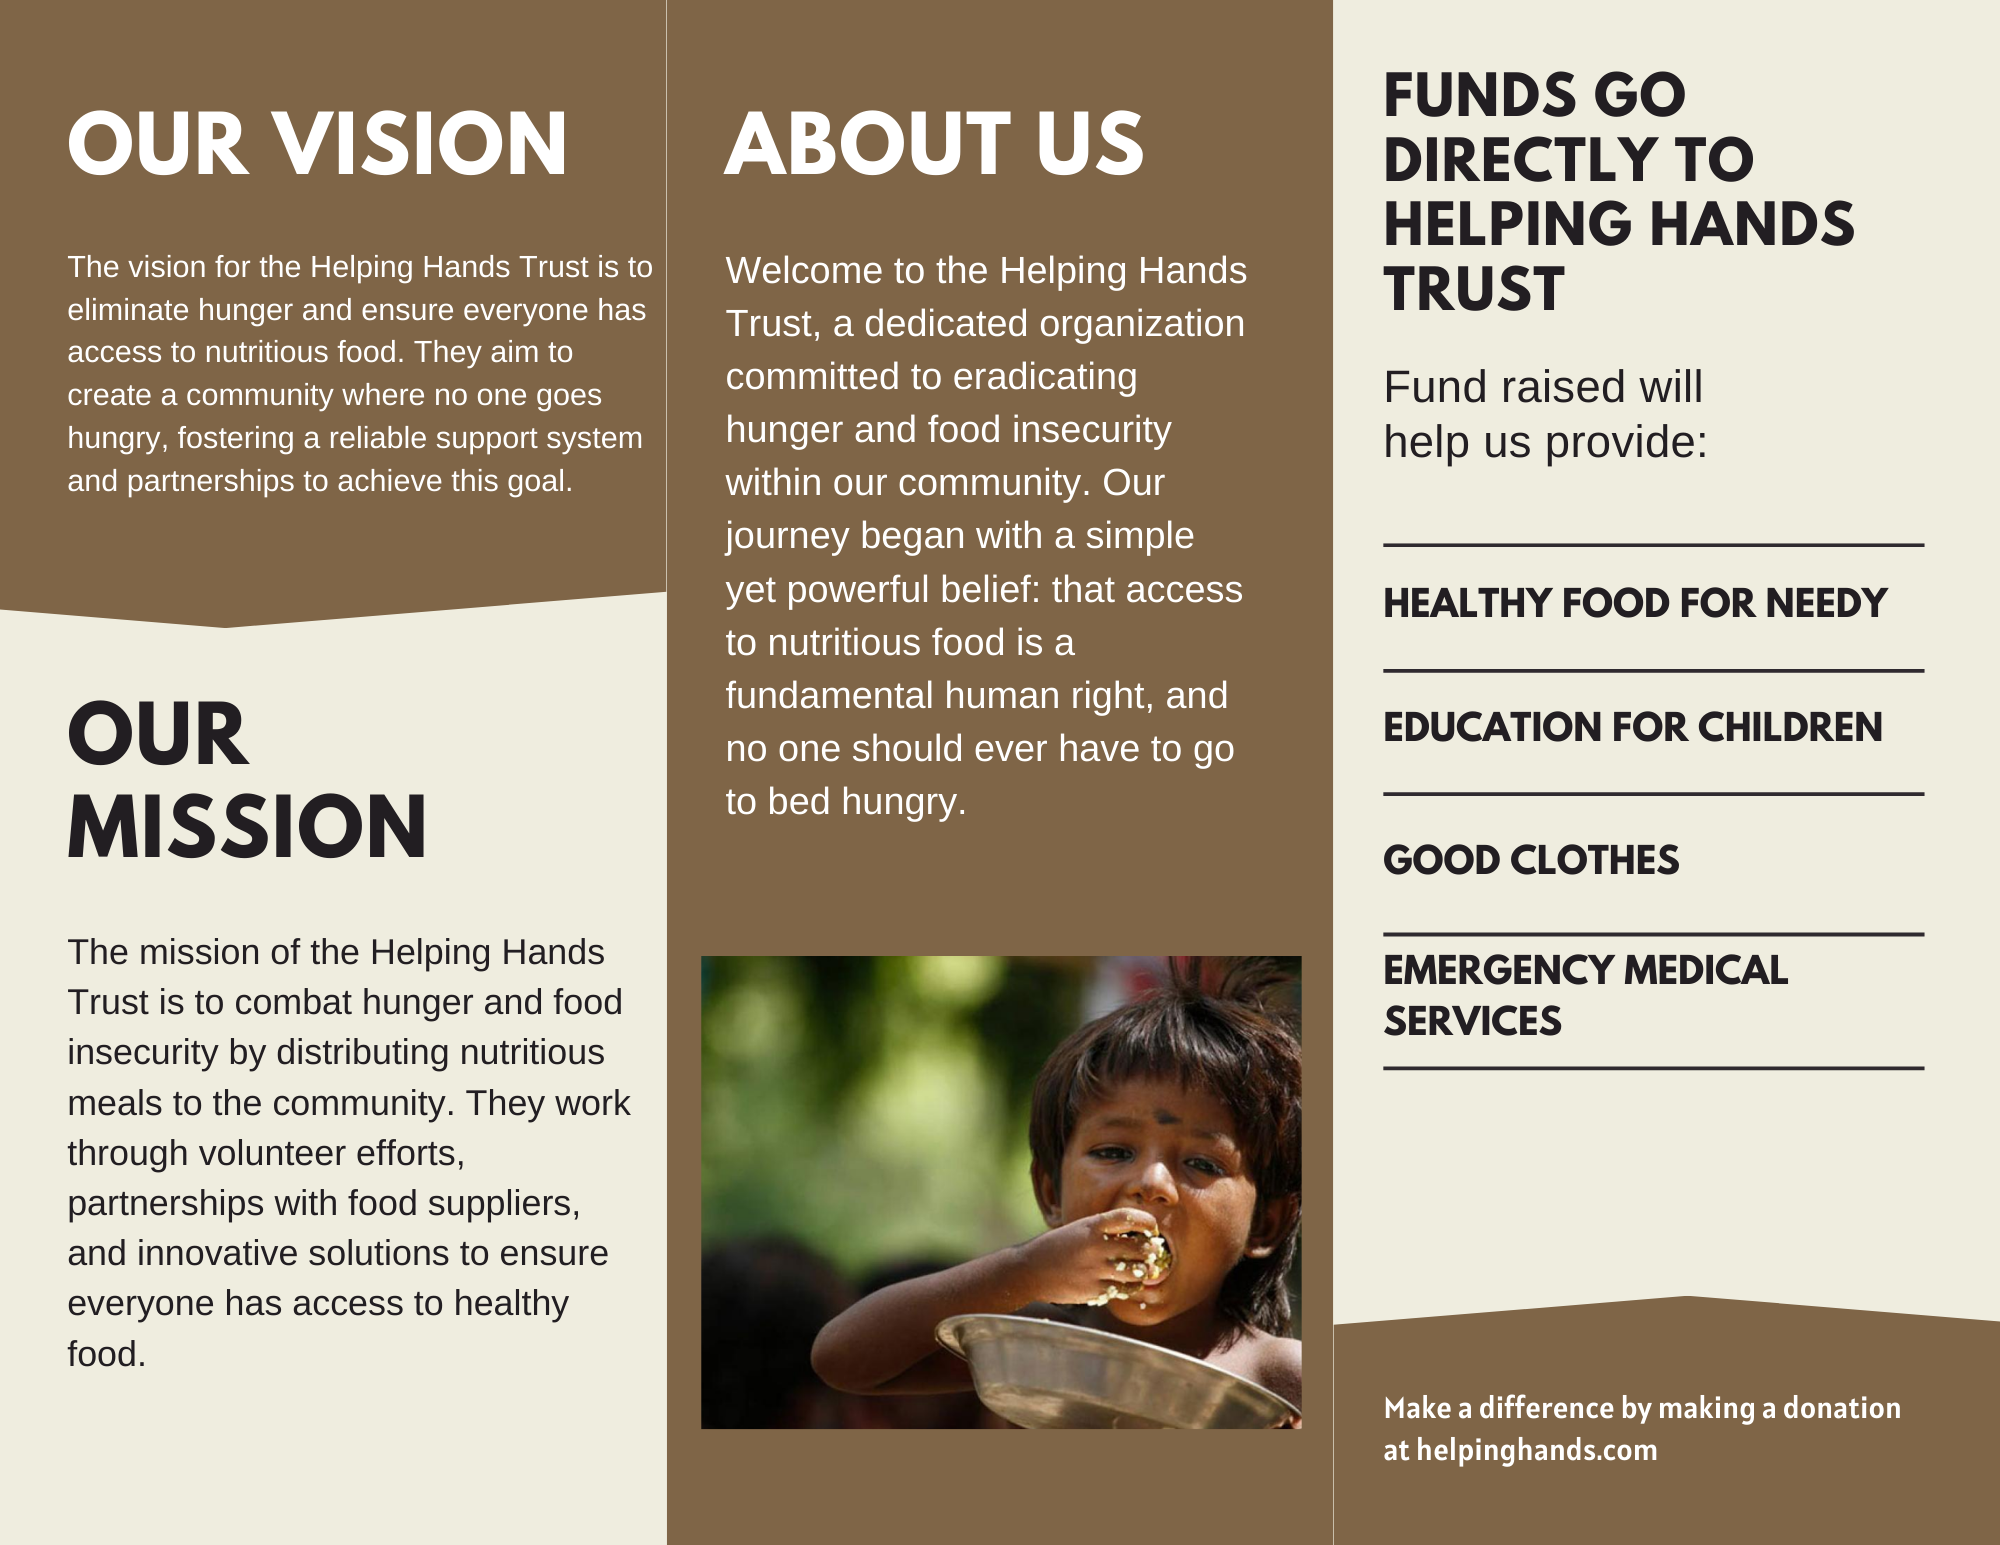 OUR VISION
The vision for the Helping Hands Trust is to
eliminate hunger and ensure everyone has
access to nutritious food. They aim to
create a community where no one goes
hungry, fostering a reliable support system
and partnerships to achieve this goal.
OUR
MISSION
The mission of the Helping Hands
Trust is to combat hunger and food
insecurity by distributing nutritious
meals to the community. They work
through volunteer efforts,
partnerships with food suppliers,
and innovative solutions to ensure
everyone has access to healthy
food.
ABOUT US
Welcome to the Helping Hands
Trust, a dedicated organization
committed to eradicating
hunger and food insecurity
within our community. Our
journey began with a simple
yet powerful belief: that access
to nutritious food is a
fundamental human right, and
no one should ever have to go
to bed hungry.
FUNDS GO
DIRECTLY TO
HELPING HANDS
TRUST
Fund raised will
help us provide:
HEALTHY FOOD FOR NEEDY
EDUCATION FOR CHILDREN
GOOD CLOTHES
EMERGENCY MEDICAL
SERVICES
Make a difference by making a donation
at helpinghands.com